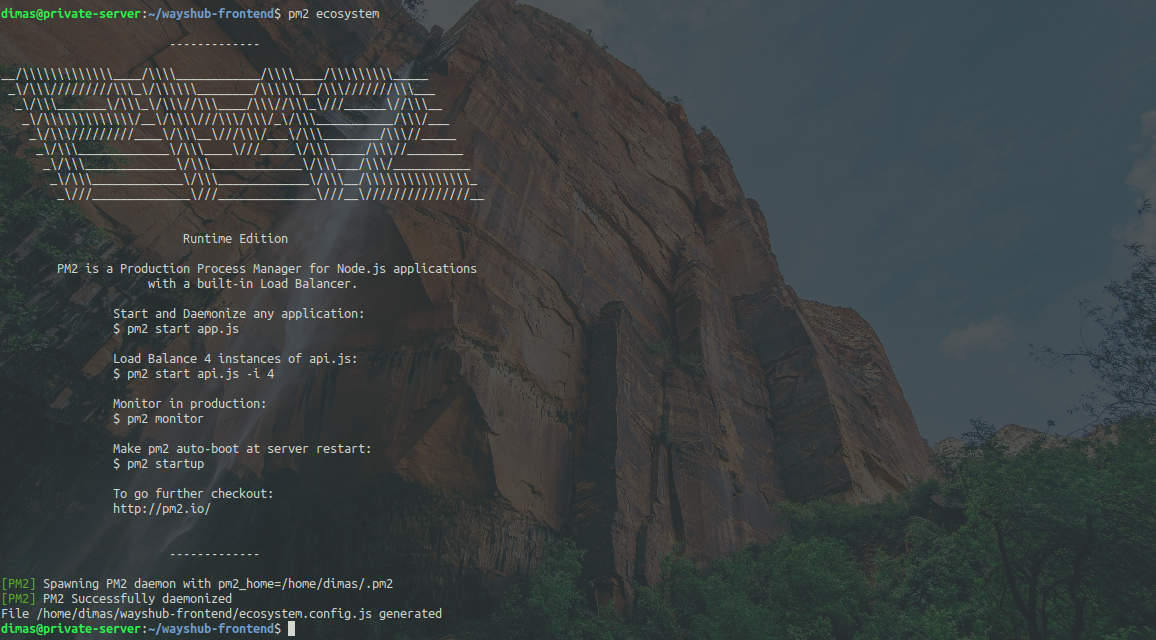 dimas@private-server:~/wayshub-frontend$ pm2 ecosystem
-------------
__/\\\\\\\\\\\\\____/\\\\____________/\\\\____/\\\\\\\\\_____
_\/\\\/////////\\\_\/\\\\\\________/\\\\\\__/\\\///////\\\___
_\/\\\_______\/\\\_\/\\\//\\\____/\\\//\\\_\///______\//\\\__
_\/\\\\\\\\\\\\\/__\/\\\\///\\\/\\\/_\/\\\___________/\\\/___
_\/\\\/////////____\/\\\__\///\\\/___\/\\\________/\\\//_____
_\/\\\_____________\/\\\____\///_____\/\\\_____/\\\//________
_\/\\\_____________\/\\\_____________\/\\\___/\\\/___________
_\/\\\_____________\/\\\_____________\/\\\__/\\\\\\\\\\\\\\\_
_\///______________\///______________\///__\///////////////__
Runtime Edition
PM2 is a Production Process Manager for Node.js applications
with a built-in Load Balancer.
Start and Daemonize any application:
$ pm2 start app.js
Load Balance 4 instances of api.js:
$ pm2 start api.js -i 4
Monitor in production:
$ pm2 monitor
Make pm2 auto-boot at server restart:
$ pm2 startup
To go further checkout:
http://pm2.io/
-------------
[PM2] Spawning PM2 daemon with pm2_home=/home/dimas/.pm2
[PM2] PM2 Successfully daemonized
File /home/dimas/wayshub-frontend/ecosystem.config.js generated
dimas@private-server:~/wayshub-frontend$